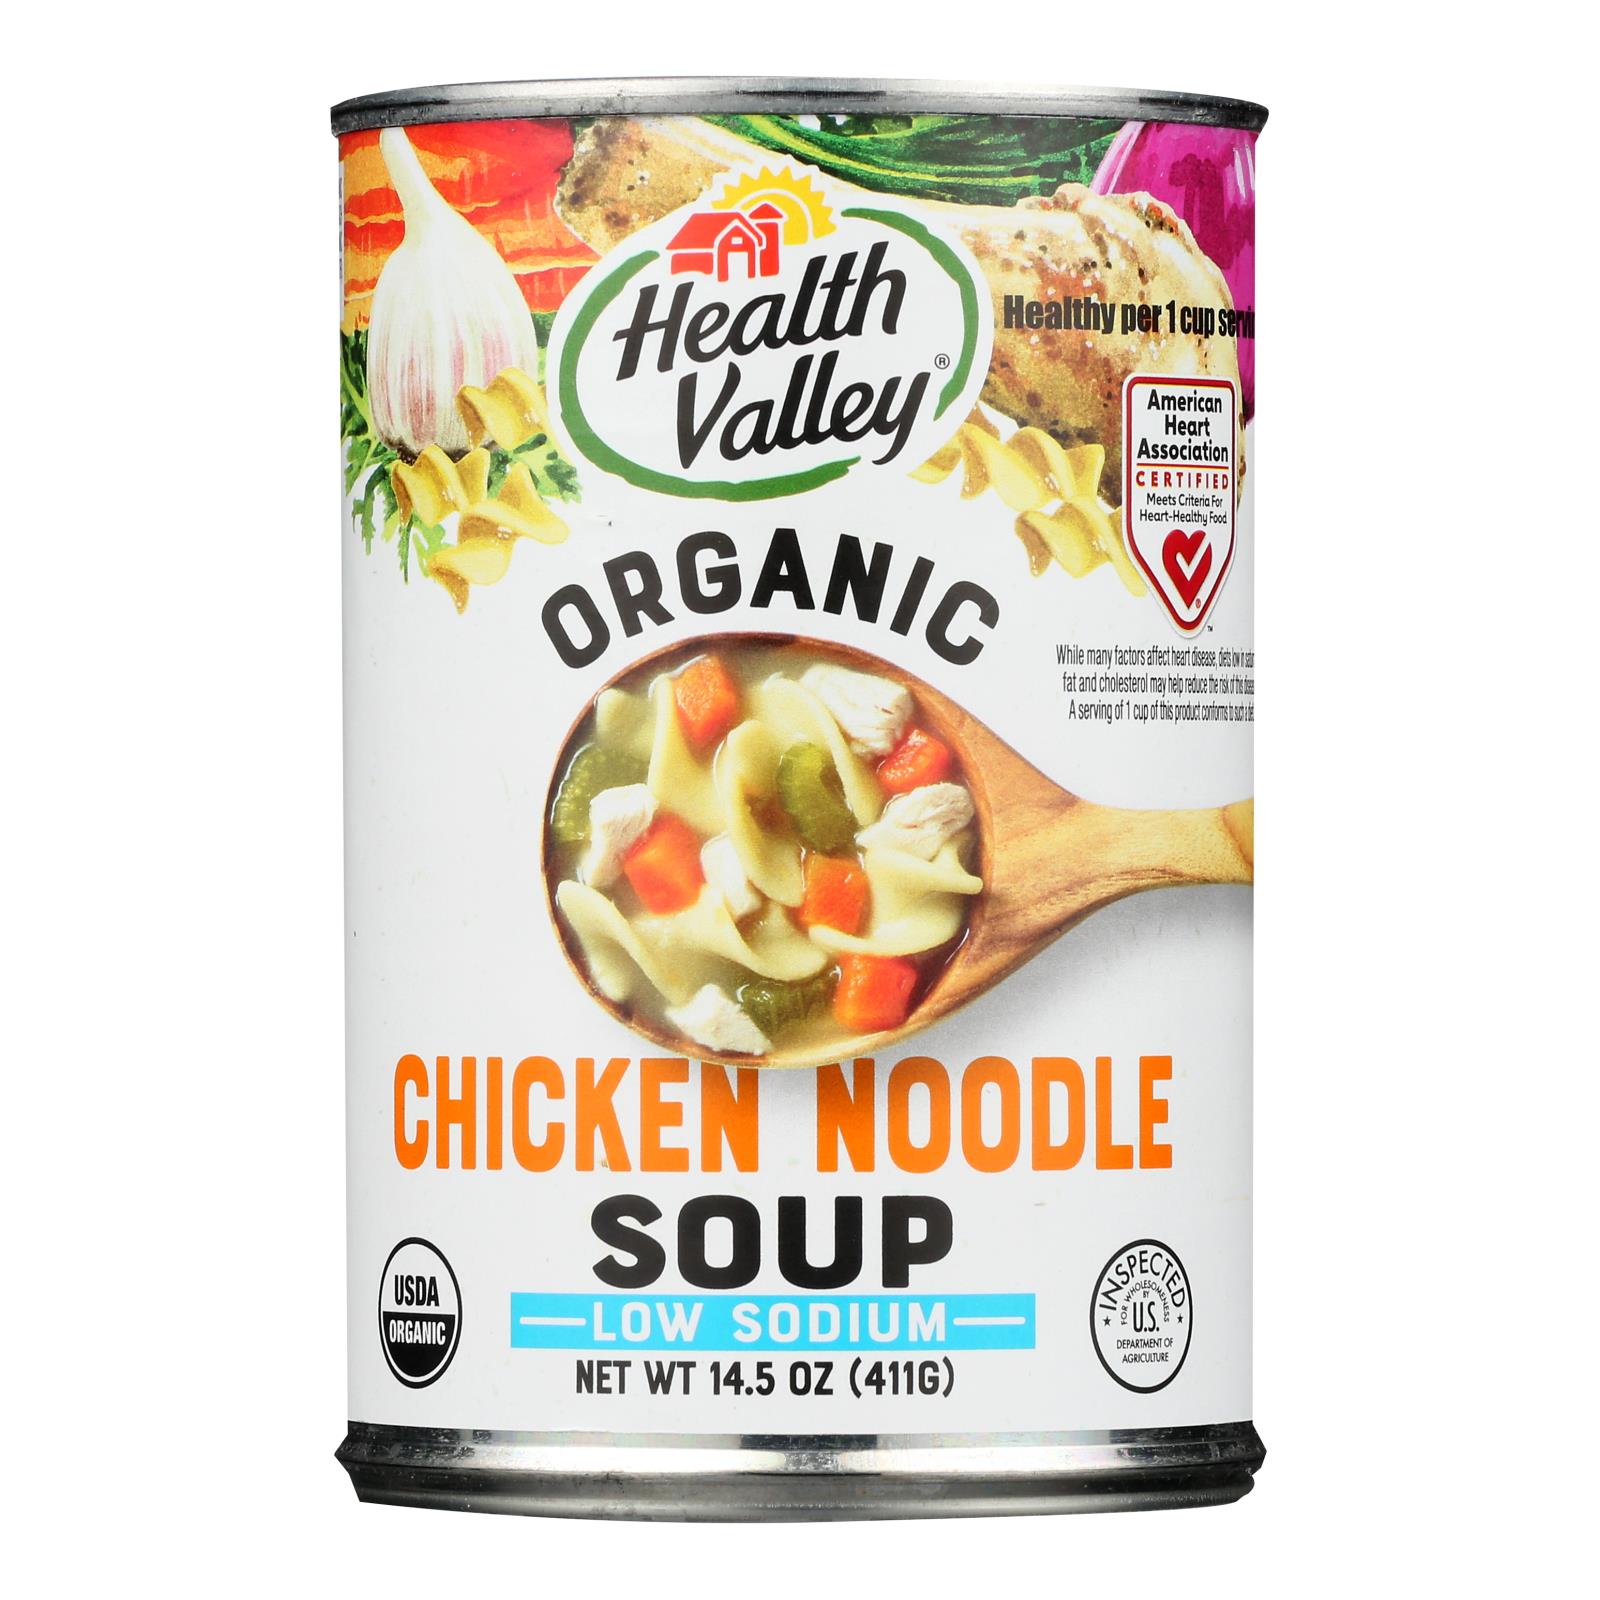 Health
Valley®
Healthy per 1 cup
American
Heart
Association
CERTIFIED
Meets Criteria For
Heart-Healthy Food
®
™
While many factors affect heart disease, diets low in
fat and cholesterol may help reduce the risk of this
A serving of 1 cup of this product conforms to such a
ORGANIC
CHICKEN NOODLE
SOUP
LOW SODIUM
NET WT 14.5 OZ (411G)
USDA
ORGANIC
INSPECTED
FOR WHOLESOMENESS
BY
U.S.
DEPARTMENT OF
AGRICULTURE